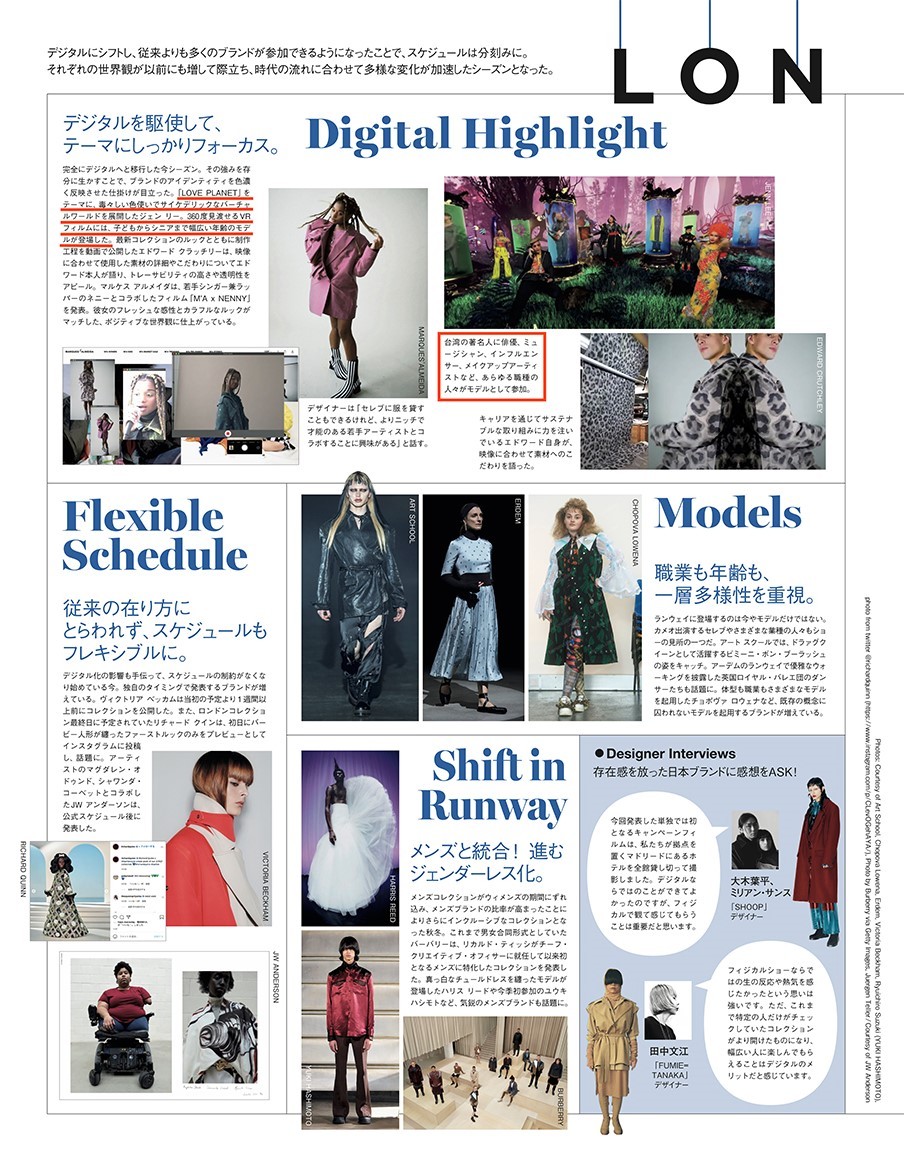 デジタルにシフトし、従来よりも多くのブランドが参加できるようになったことで、スケジュールは分刻みに。
それぞれの世界観が以前にも増して際立ち、時代の流れに合わせて多様な変化が加速したシーズンとなった。
LON
デジタルを駆使して、
テーマにしっかりフォーカス。
Digital Highlight
完全にデジタルへと移行した今シーズン。その強みを存
分に生かすことで、ブランドのアイデンティティを色濃
く反映させた仕掛けが目立った。「LOVE PLANET」を
テーマに、毒々しい色使いでサイケデリックなバーチャ
ルワールドを展開したジェン リー。360度見渡せるVR
フィルムには、子どもからシニアまで幅広い年齢のモデ
ルが登場した。最新コレクションのルックとともに制作
工程を動画で公開したエドワード クラッチリーは、映像
に合わせて使用した素材の詳細やこだわりについてエド
ワード本人が語り、トレーサビリティの高さや透明性を
アピール。マルケス アルメイダは、若手シンガー兼ラッ
パーのネニーとコラボしたフィルム「M'A x NENNY」
を発表。彼女のフレッシュな感性とカラフルなルックが
マッチした、ポジティブな世界観に仕上がっている。
MARQUES'ALMEIDA
デザイナーは「セレブに服を貸す
こともできるけれど、よりニッチで
才能のある若手アーティストとコ
ラボすることに興味がある」と話す。
台湾の著名人に俳優、ミュ
ージシャン、インフルエン
サー、メイクアップアーティ
ストなど、あらゆる職種の
人々がモデルとして参加。
EDWARD CRUTCHLEY
キャリアを通じてサステナ
ブルな取り組みに力を注い
でいるエドワード自身が、
映像に合わせて素材へのこ
だわりを語った。
Flexible
Schedule
従来の在り方に
とらわれず、スケジュールも
フレキシブルに。
デジタル化の影響も手伝って、スケジュールの制約がなくな
り始めている今。独自のタイミングで発表するブランドが増
えている。ヴィクトリア ベッカムは当初の予定より1週間以
上前にコレクションを公開した。また、ロンドンコレクショ
ン最終日に予定されていたリチャード クインは、初日にバー
ビー人形が纏ったファーストルックのみをプレビューとして
インスタグラムに投稿
し、話題に。アーティ
ストのマグダレン・オ
ドゥンド、シャワンダ・
コーベットとコラボし
たJW アンダーソンは、
公式スケジュール後に
発表した。
VICTORIA BECKHAM
RICHARD QUINN
JW ANDERSON
ART SCHOOL
ERDEM
CHOPOVA LOWENA
Models
職業も年齢も、
一層多様性を重視。
ランウェイに登場するのは今やモデルだけではない。
カメオ出演するセレブやさまざまな業種の人々もショ
ーの見所の一つだ。アート スクールでは、ドラァグク
イーンとして活躍するビミーニ・ボン・ブーラッシュ
の姿をキャッチ。アーデムのランウェイで優雅なウォ
ーキングを披露した英国ロイヤル・バレエ団のダン
サーたちも話題に。体型も職業もさまざまなモデル
を起用したチョポヴァ ロウェナなど、既存の概念に
囚われないモデルを起用するブランドが増えている。
Shift in
Runway
メンズと統合！ 進む
ジェンダーレス化。
メンズコレクションがウィメンズの期間にずれ
込み、メンズブランドの比率が高まったことに
よりさらにインクルーシブなコレクションとな
った秋冬。これまで男女合同形式としていた
バーバリーは、リカルド・ティッシがチーフ・
クリエイティブ・オフィサーに就任して以来初
となるメンズに特化したコレクションを発表し
た。真っ白なチュールドレスを纏ったモデルが
登場したハリス リードや今季初参加のユウキ
ハシモトなど、気鋭のメンズブランドも話題に。
HARRIS REED
YUKI HASHIMOTO
BURBERRY
●Designer Interviews
存在感を放った日本ブランドに感想をASK！
今回発表した単独では初
となるキャンペーンフィ
ルムは、私たちが拠点を
置くマドリードにあるホ
テルを全館貸し切って撮
影しました。デジタルな
らではのことができてよ
かったのですが、フィジ
カルで観て感じてもらう
ことは重要だと思います。
大木葉平、
ミリアン・サンス
「SHOOP」
デザイナー
フィジカルショーならで
はの生の反応や熱気を感
じたかったという思いは
強いです。ただ、これま
で特定の人だけがチェッ
クしていたコレクション
がより開けたものになり、
幅広い人に楽しんでもら
えることはデジタルのメ
リットだと感じています。
田中文江
「FUMIE=
TANAKA」
デザイナー
Photos: Courtesy of Art School, Chopova Lowena, Erdem, Victoria Beckham, Ryuichiro Suzuki (YUKI HASHIMOTO),